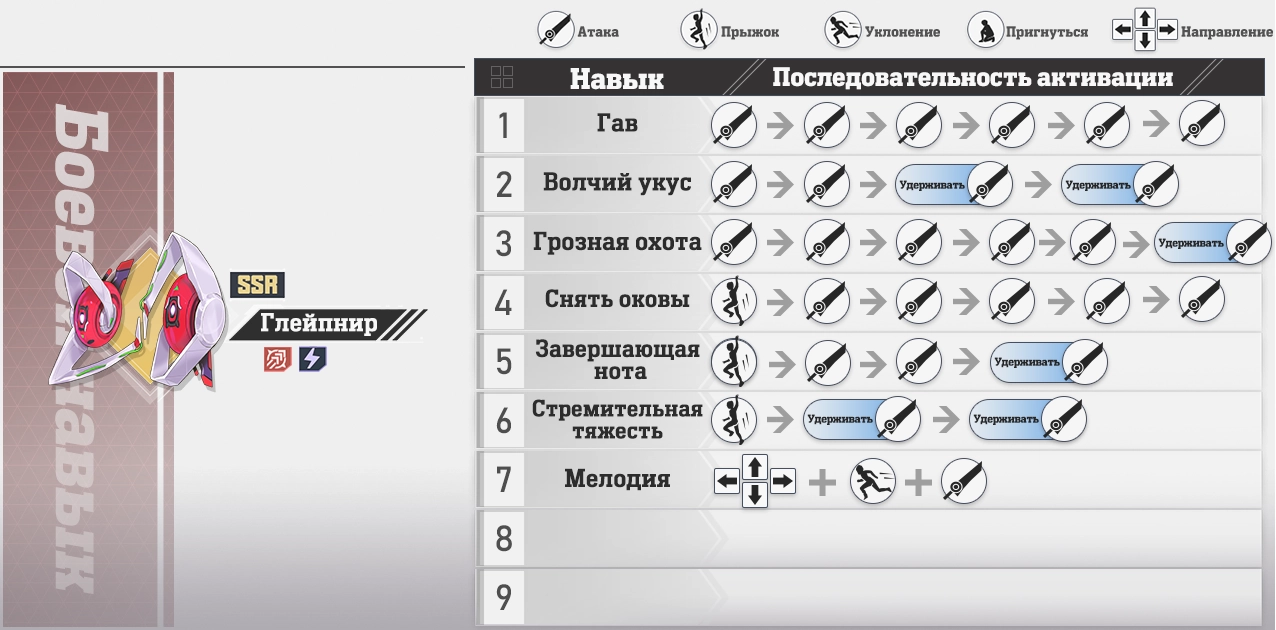 Атака Прыжок Уклонение Пригнуться Направление
Навык Последовательность активации
Боевой навык
SSR
Глейпнир
1 Гав
2 Волчий укус Удерживать Удерживать
3 Грозная охота Удерживать
4 Снять оковы
5 Завершающая
нота Удерживать
6 Стремительная
тяжесть Удерживать Удерживать
7 Мелодия
8
9